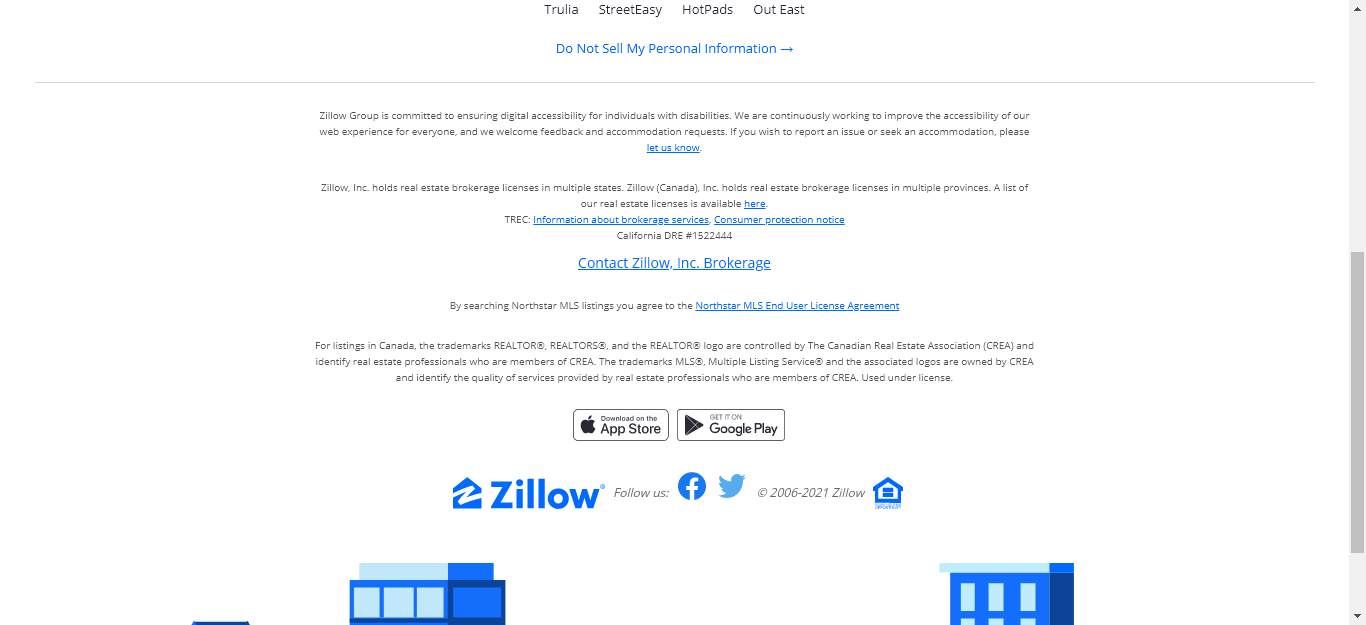 Trulia StreetEasy HotPads Out East
Do Not Sell My Personal Information →
Zillow Group is committed to ensuring digital accessibility for individuals with disabilities. We are continuously working to improve the accessibility of our
web experience for everyone, and we welcome feedback and accommodation requests. If you wish to report an issue or seek an accommodation, please
let us know.
Zillow, Inc. holds real estate brokerage licenses in multiple states. Zillow (Canada), Inc. holds real estate brokerage licenses in multiple provinces. A list of
our real estate licenses is available here.
TREC: Information about brokerage services, Consumer protection notice
California DRE #1522444
Contact Zillow, Inc. Brokerage
By searching Northstar MLS listings you agree to the Northstar MLS End User License Agreement
For listings in Canada, the trademarks REALTOR®, REALTORS®, and the REALTOR® logo are controlled by The Canadian Real Estate Association (CREA) and
identify real estate professionals who are members of CREA. The trademarks MLS®, Multiple Listing Service® and the associated logos are owned by CREA
and identify the quality of services provided by real estate professionals who are members of CREA. Used under license.
Download on the App Store
GET IT ON Google Play
Zillow® Follow us: © 2006-2021 Zillow